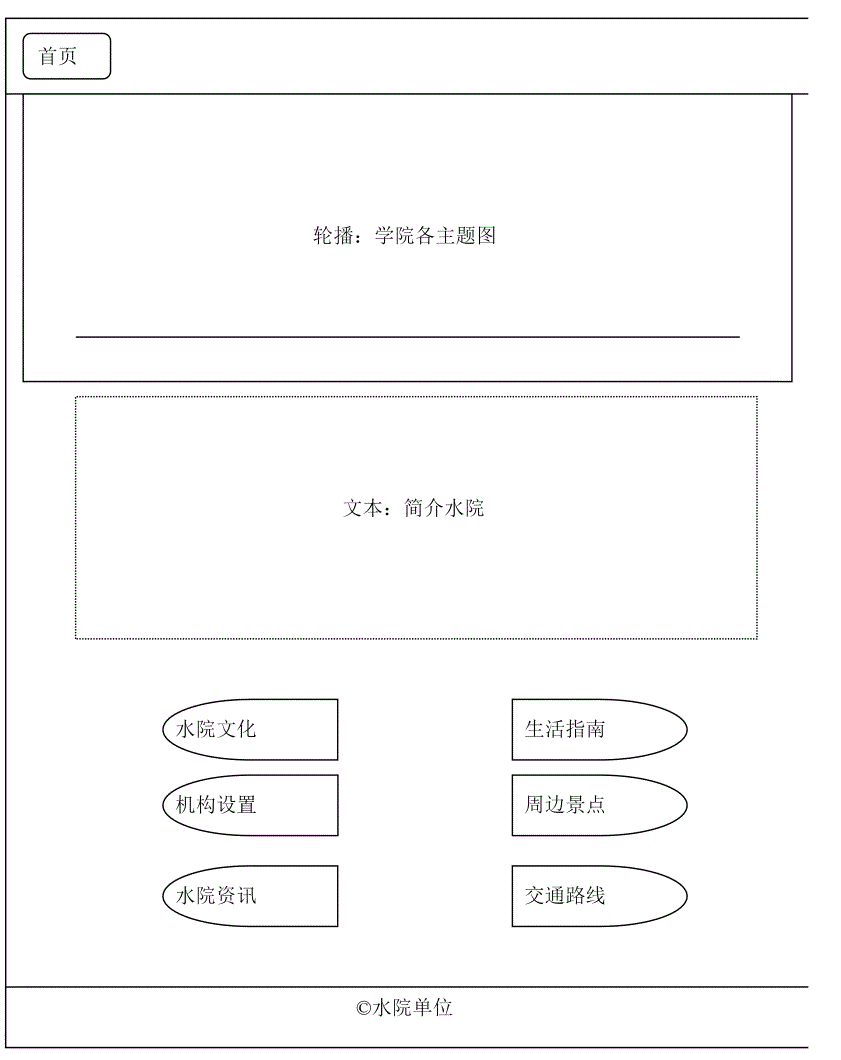 首页
轮播：学院各主题图
文本：简介水院
水院文化
生活指南
机构设置
周边景点
水院资讯
交通路线
©水院单位